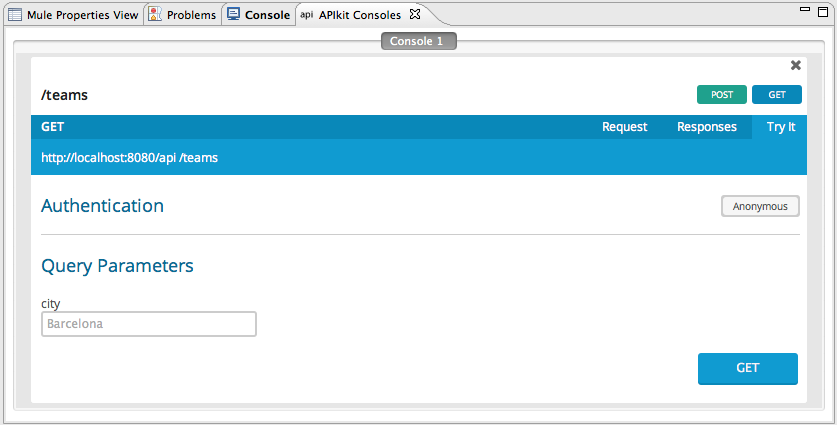 Mule Properties View Problems Console api APIkit Consoles
Console 1
/teams POST GET
GET Request Responses Try It
http://localhost:8080/api /teams
Authentication Anonymous
Query Parameters
city
Barcelona
GET